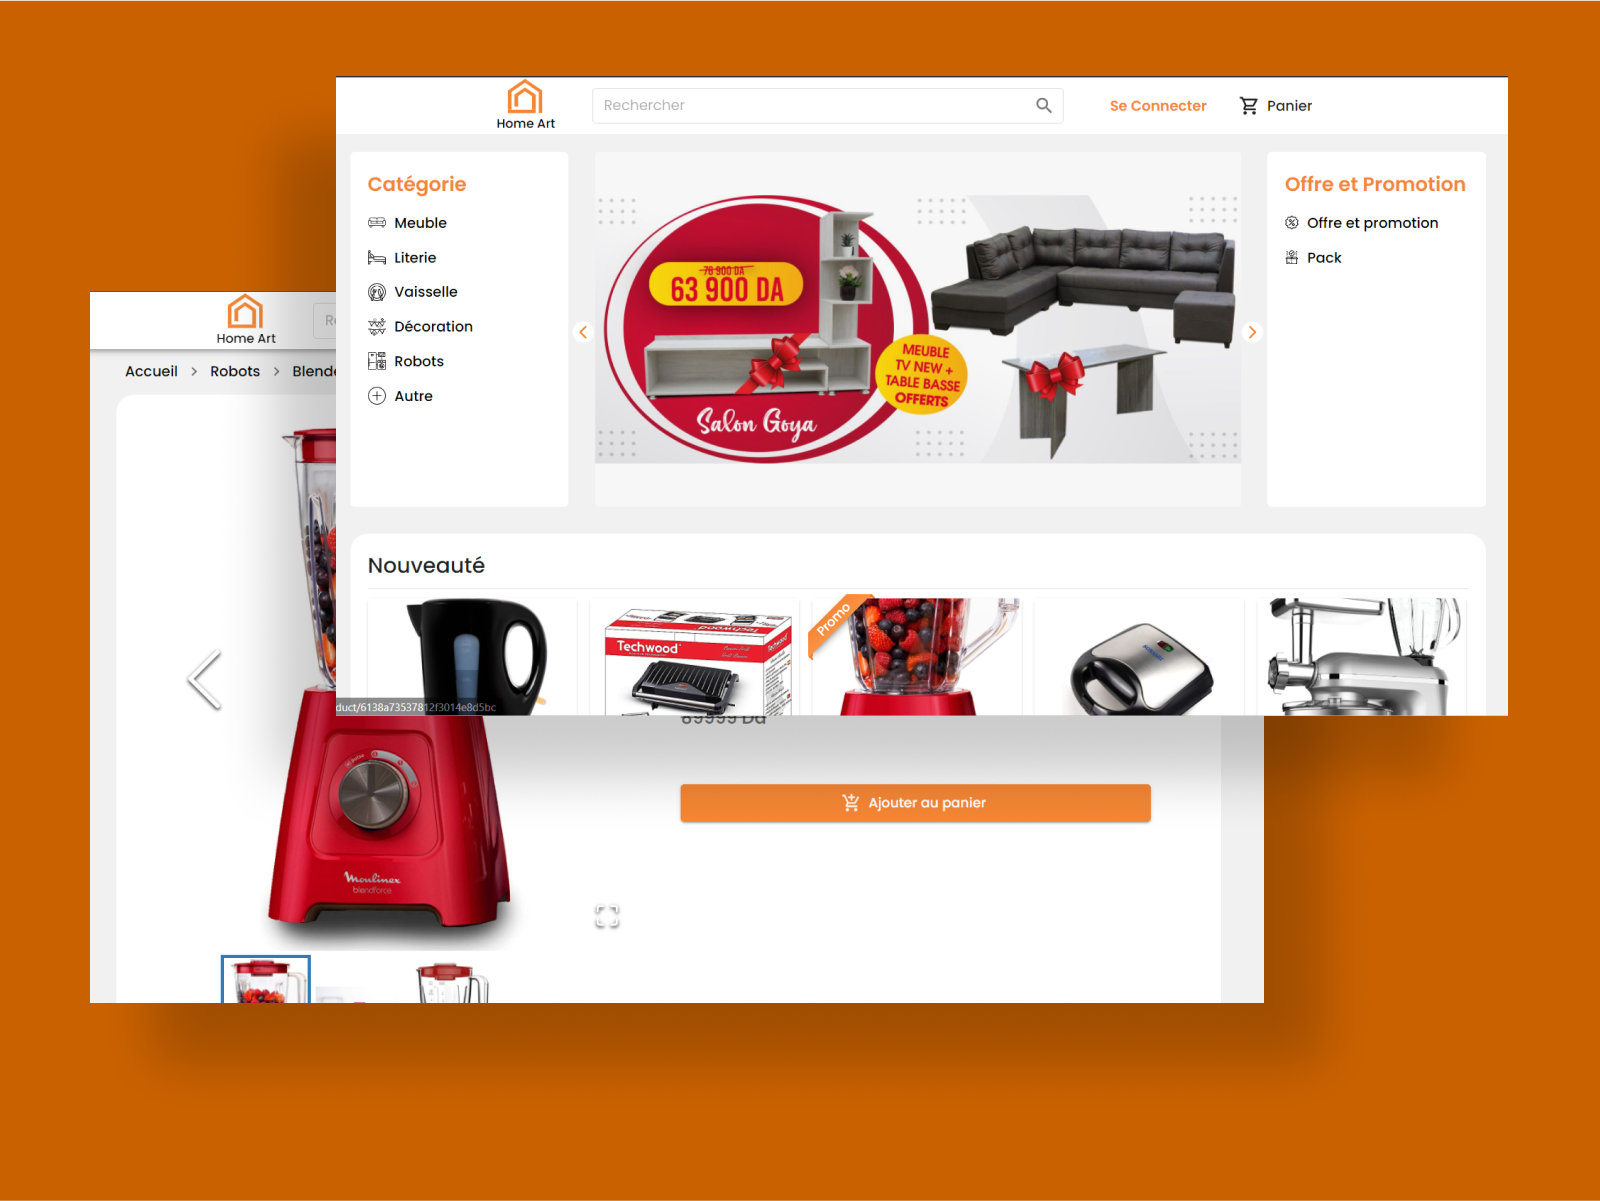 Home Art
Rechercher
Se Connecter
Panier
Catégorie
Meuble
Literie
Vaisselle
Décoration
Robots
Autre
76 900 DA
63 900 DA
MEUBLE
TV NEW +
TABLE BASSE
OFFERTS
Salon Goya
Offre et Promotion
Offre et promotion
Pack
Nouveauté
Techwood
Promo
duct/6138a73537812f3014e8d5bc
Home Art
Re
Accueil > Robots > Blende
89999 Da
Ajouter au panier
Moulinex
blendforce